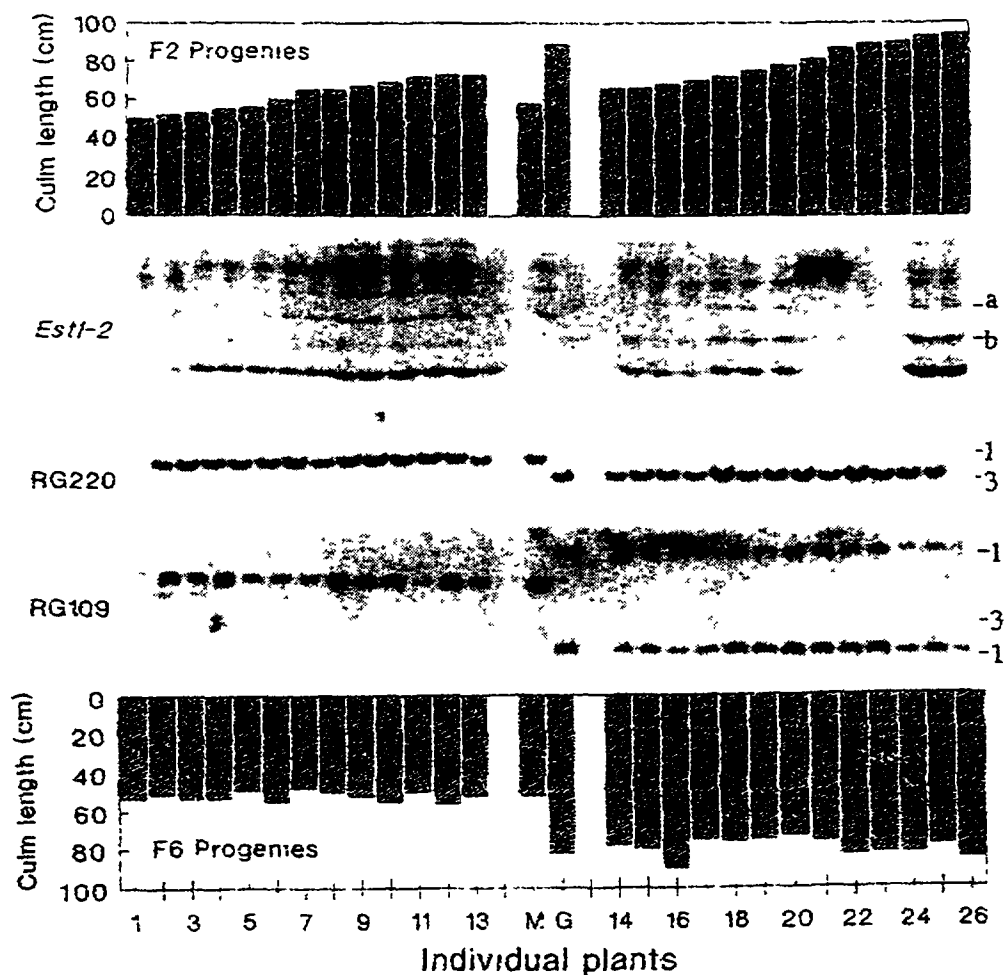 100
F2 Progenies
80
60
40
20
0
Culm length (cm)
Est1-2
-a
-b
RG220
-1
-3
RG109
-1
-3
-1
0
20
40
60
80
100
Culm length (cm)
F6 Progenies
1 3 5 7 9 11 13 M G 14 16 18 20 22 24 26
Individual plants